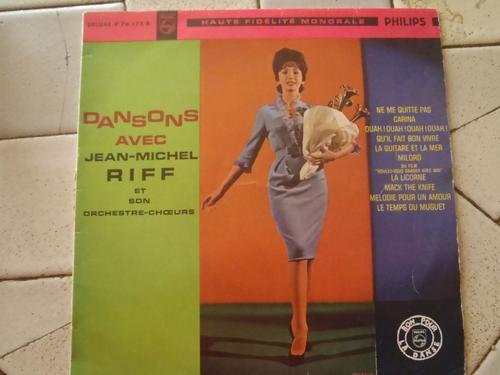 DELUXE P 76.173 R
HAUTE FIDÉLITÉ MONORALE
PHILIPS
DANSONS
AVEC
JEAN-MICHEL
RIFF
ET
SON
ORCHESTRE-CHŒURS
NE ME QUITTE PAS
CARINA
OUAH! OUAH! OUAH! OUAH!
QU'IL FAIT BON VIVRE
LA GUITARE ET LA MER
MILORD
DU FILM
"VOULEZ-VOUS DANSER AVEC MOI"
LA LICORNE
MACK THE KNIFE
MELODIE POUR UN AMOUR
LE TEMPS DU MUGUET
BON POUR
LA DANSE